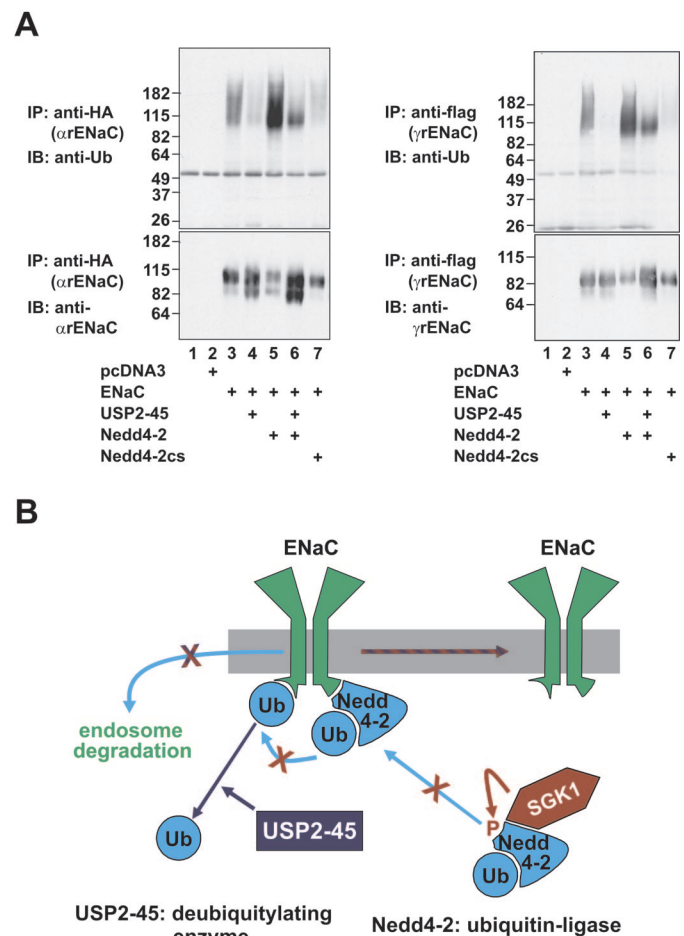 A
IP: anti-HA
(αrENaC)
IB: anti-Ub
182
115
82
64
49
37
26
IP: anti-HA
(αrENaC)
IB: anti-
αrENaC
182
115
82
64
1 2 3 4 5 6 7
pcDNA3 +
ENaC + + + + +
USP2-45 + +
Nedd4-2 + +
Nedd4-2cs +
IP: anti-flag
(γrENaC)
IB: anti-Ub
182
115
82
64
49
37
26
IP: anti-flag
(γrENaC)
IB: anti-
γrENaC
115
82
64
1 2 3 4 5 6 7
pcDNA3 +
ENaC + + + + +
USP2-45 + +
Nedd4-2 + +
Nedd4-2cs +
B
ENaC
ENaC
X
endosome
degradation
Ub
Nedd
4-2
Ub
X
X
Ub
USP2-45
SGK1
P
Nedd
4-2
Ub
USP2-45: deubiquitylating
enzyme
Nedd4-2: ubiquitin-ligase